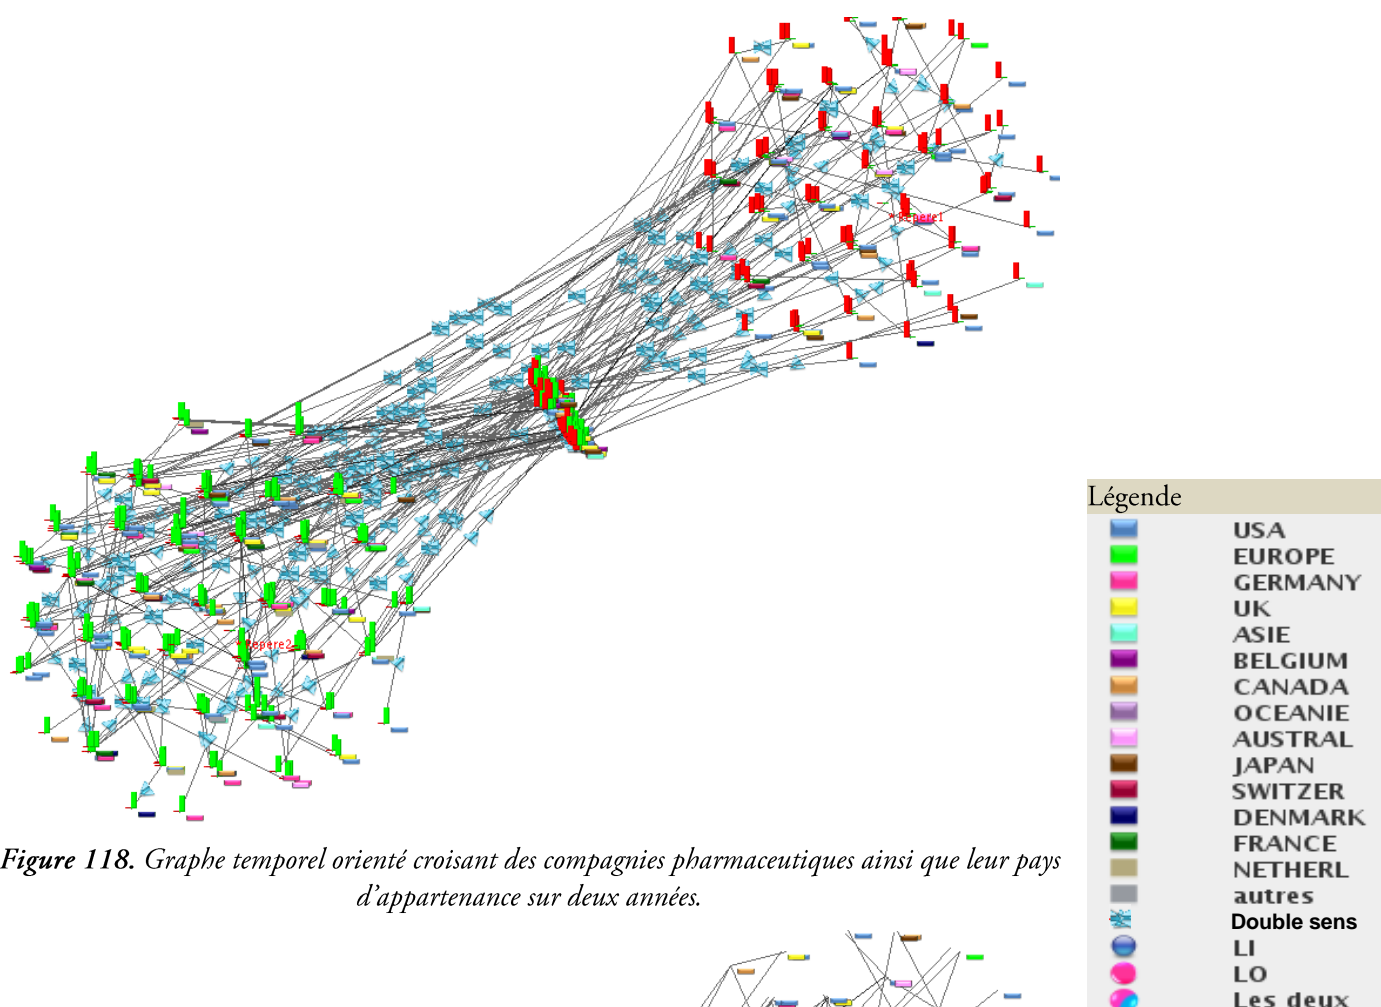 Repere1
Repere2
Figure 118. Graphe temporel orienté croisant des compagnies pharmaceutiques ainsi que leur pays
d'appartenance sur deux années.
Légende
USA
EUROPE
GERMANY
UK
ASIE
BELGIUM
CANADA
OCEANIE
AUSTRAL
JAPAN
SWITZER
DENMARK
FRANCE
NETHERL
autres
Double sens
LI
LO
Les deux